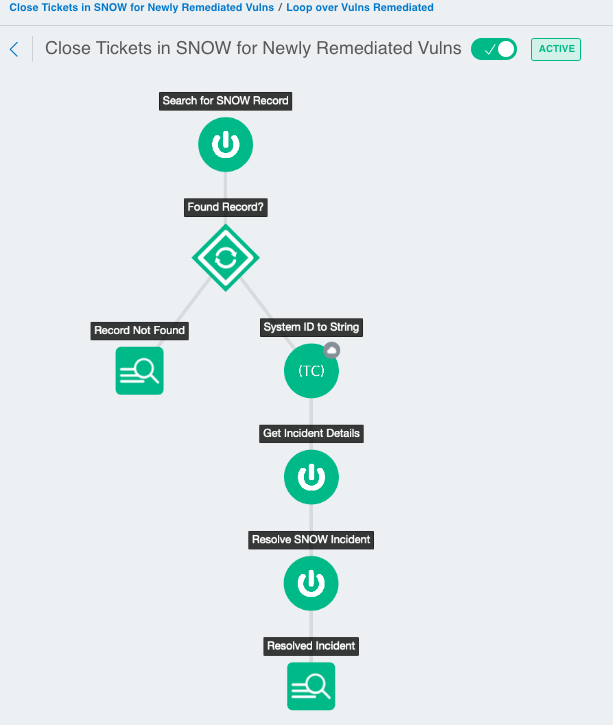 Close Tickets in SNOW for Newly Remediated Vulns / Loop over Vulns Remediated
Close Tickets in SNOW for Newly Remediated Vulns ACTIVE
Search for SNOW Record
Found Record?
Record Not Found
System ID to String
(TC)
Get Incident Details
Resolve SNOW Incident
Resolved Incident